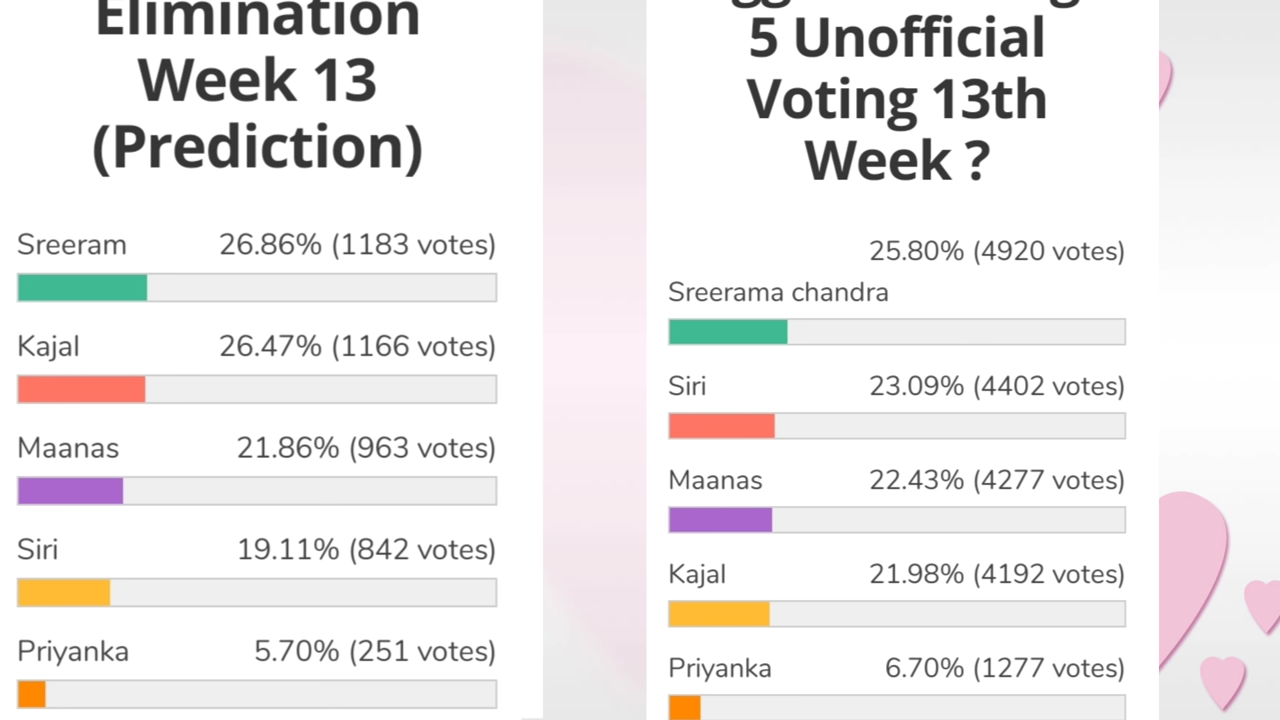 Elimination
Week 13
(Prediction)
Sreeram 26.86% (1183 votes)
Kajal 26.47% (1166 votes)
Maanas 21.86% (963 votes)
Siri 19.11% (842 votes)
Priyanka 5.70% (251 votes)
5 Unofficial
Voting 13th
Week ?
25.80% (4920 votes)
Sreerama chandra
Siri 23.09% (4402 votes)
Maanas 22.43% (4277 votes)
Kajal 21.98% (4192 votes)
Priyanka 6.70% (1277 votes)